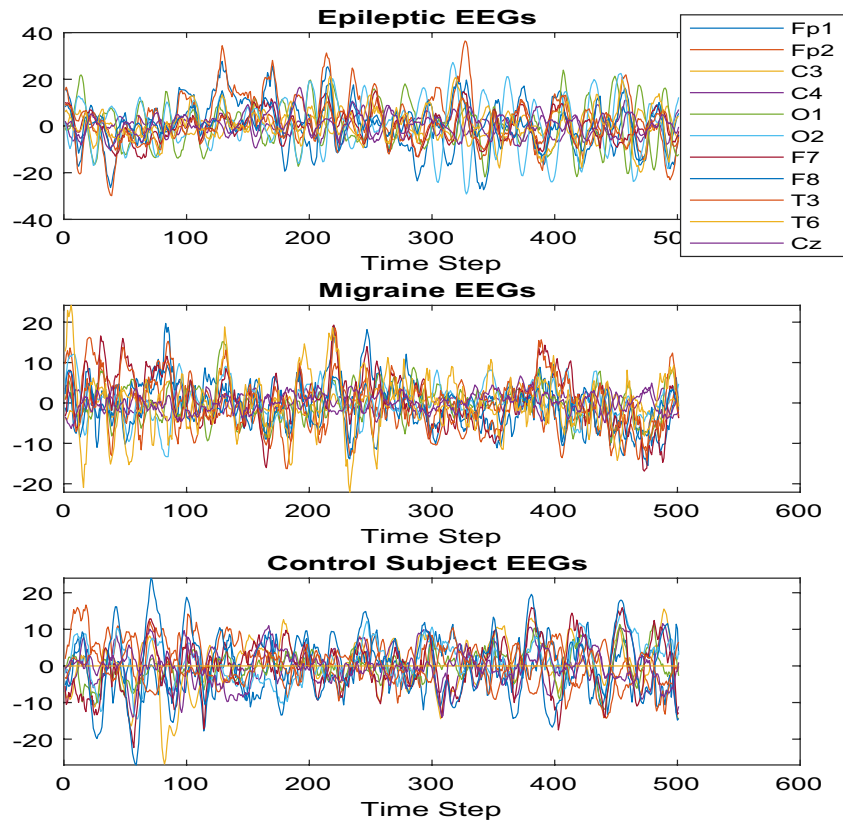 Epileptic EEGs
40
20
0
-20
-40
0 100 200 300 400 500
Time Step
Fp1
Fp2
C3
C4
O1
O2
F7
F8
T3
T6
Cz
Migraine EEGs
20
10
0
-10
-20
0 100 200 300 400 500 600
Time Step
Control Subject EEGs
20
10
0
-10
-20
0 100 200 300 400 500 600
Time Step